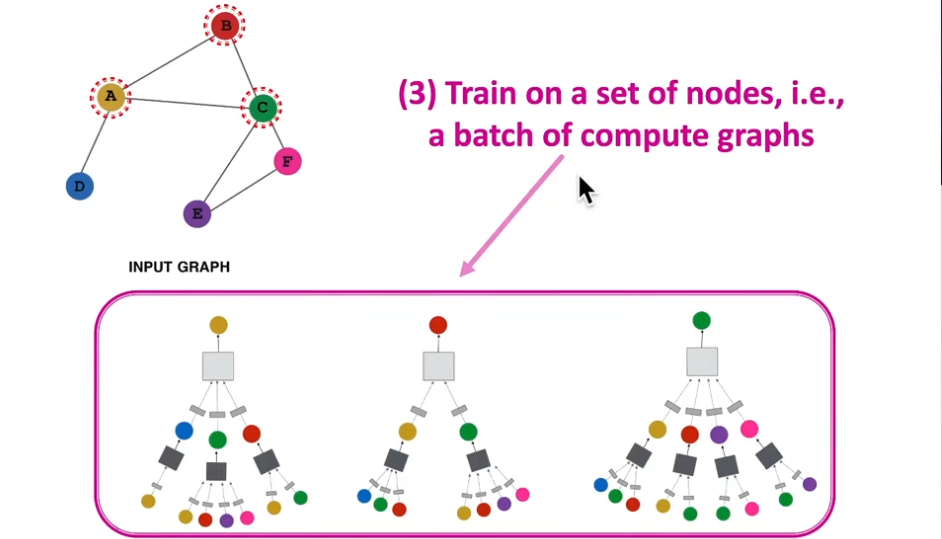 B
(3) Train on a set of nodes, i.e.,
a batch of compute graphs
A
C
F
D
E
INPUT GRAPH